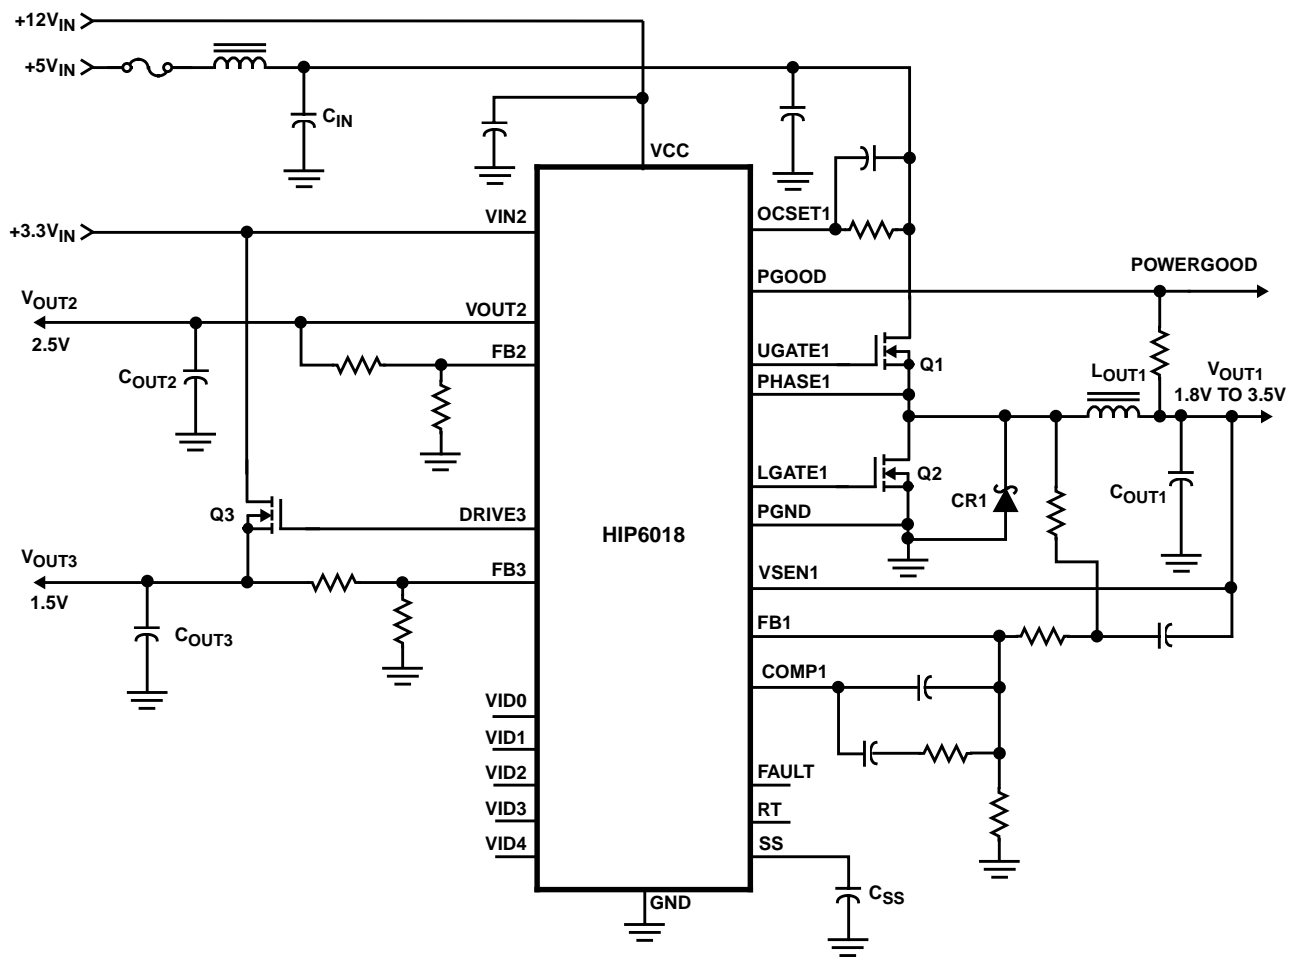 +12VIN
+5VIN
CIN
VCC
+3.3VIN
VIN2
OCSET1
PGOOD
POWERGOOD
VOUT2
2.5V
VOUT2
FB2
COUT2
UGATE1
Q1
PHASE1
LOUT1
VOUT1
1.8V TO 3.5V
LGATE1
Q2
CR1
COUT1
PGND
Q3
DRIVE3
HIP6018
VOUT3
1.5V
FB3
COUT3
VSEN1
FB1
COMP1
VID0
VID1
VID2
VID3
VID4
FAULT
RT
SS
CSS
GND